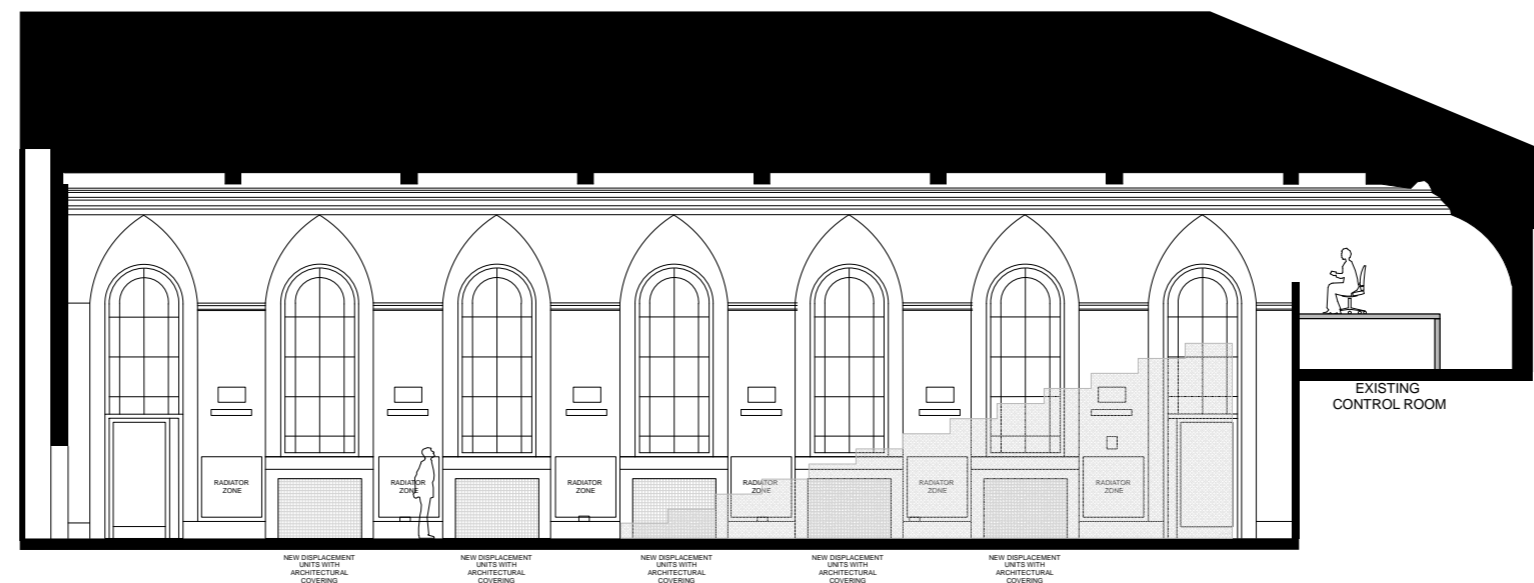 EXISTING
CONTROL ROOM
RADIATOR
ZONE
RADIATOR
ZONE
RADIATOR
ZONE
RADIATOR
ZONE
RADIATOR
ZONE
RADIATOR
ZONE
NEW DISPLACEMENT
UNITS WITH
ARCHITECTURAL
COVERING
NEW DISPLACEMENT
UNITS WITH
ARCHITECTURAL
COVERING
NEW DISPLACEMENT
UNITS WITH
ARCHITECTURAL
COVERING
NEW DISPLACEMENT
UNITS WITH
ARCHITECTURAL
COVERING
NEW DISPLACEMENT
UNITS WITH
ARCHITECTURAL
COVERING